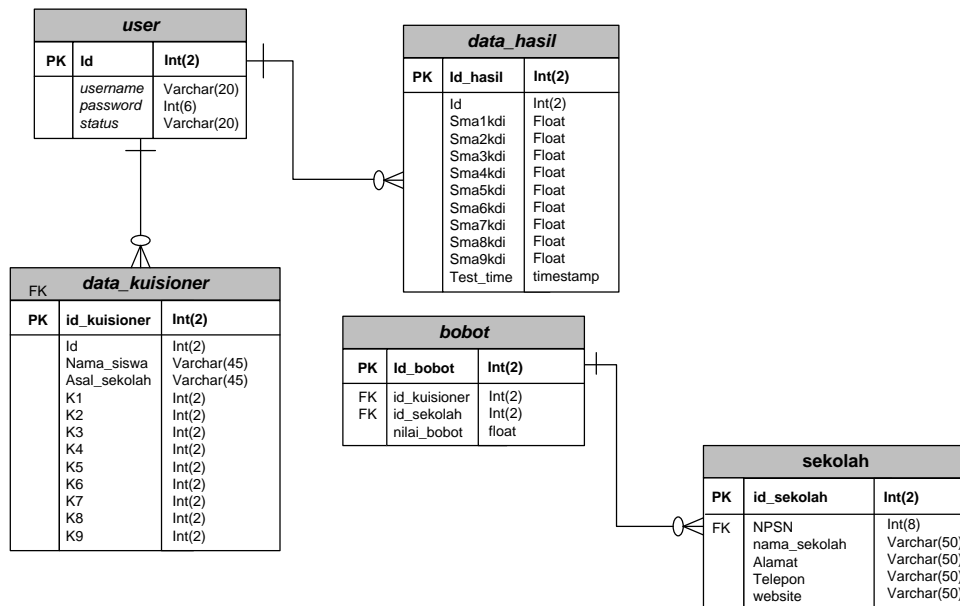 user
PK Id Int(2)
username Varchar(20)
password Int(6)
status Varchar(20)
data_hasil
PK Id_hasil Int(2)
Id Int(2)
Sma1kdi Float
Sma2kdi Float
Sma3kdi Float
Sma4kdi Float
Sma5kdi Float
Sma6kdi Float
Sma7kdi Float
Sma8kdi Float
Sma9kdi Float
Test_time timestamp
data_kuisioner
FK
PK id_kuisioner Int(2)
Id Int(2)
Nama_siswa Varchar(45)
Asal_sekolah Varchar(45)
K1 Int(2)
K2 Int(2)
K3 Int(2)
K4 Int(2)
K5 Int(2)
K6 Int(2)
K7 Int(2)
K8 Int(2)
K9 Int(2)
bobot
PK Id_bobot Int(2)
FK id_kuisioner Int(2)
FK id_sekolah Int(2)
nilai_bobot float
sekolah
PK id_sekolah Int(2)
FK NPSN Int(8)
nama_sekolah Varchar(50)
Alamat Varchar(50)
Telepon Varchar(50)
website Varchar(50)